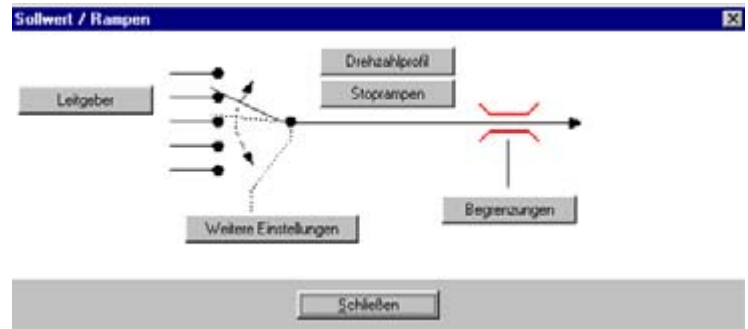 Sollwert / Rampen
Drehzahlprofil
Leitgeber
Stoprampen
Begrenzungen
Weitere Einstellungen
Schließen